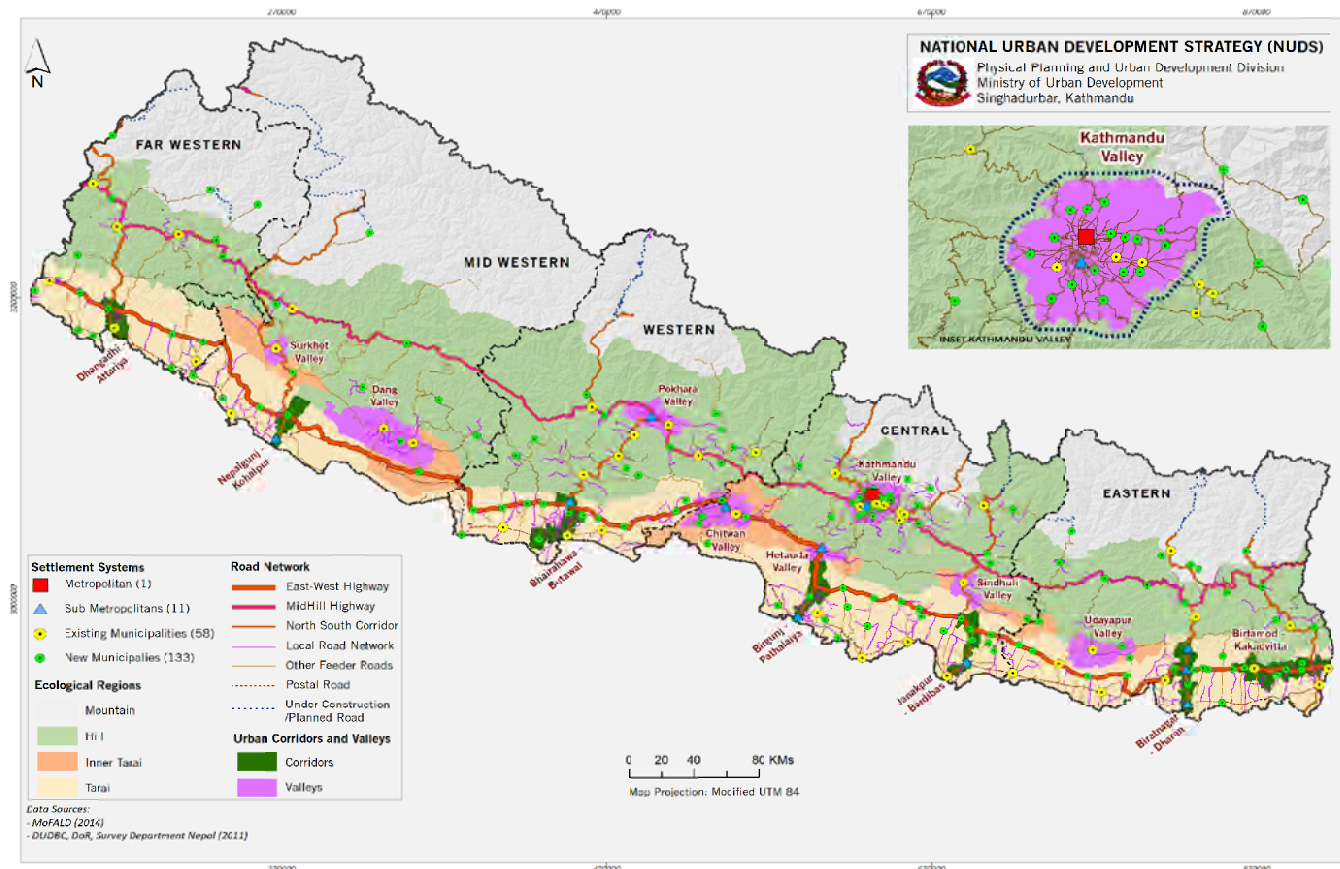 270000
470000
670000
870000
N
NATIONAL URBAN DEVELOPMENT STRATEGY (NUDS)
Physical Planning and Urban Development Division
Ministry of Urban Development
Singhadurbar, Kathmandu
Kathmandu
Valley
INSET KATHMANDU VALLEY
FAR WESTERN
MID WESTERN
WESTERN
CENTRAL
EASTERN
Dhangadhi -
Attariya
Surkhet
Valley
Dang
Valley
Nepalgunj -
Kohalpur
Pokhara
Valley
Kathmandu
Valley
Chitwan
Valley
Hetauda
Valley
Bhairahawa
Butawal
Birgunj -
Pathalaiya
Sindhuli
Valley
Udayapur
Valley
Birtamod -
Kakarvitta
Janakpur
- Bardibas
Biratnagar
- Dharan
Settlement Systems
Metropolitan (1)
Sub Metropolitans (11)
Existing Municipalities (58)
New Municipalies (133)
Ecological Regions
Mountain
Hill
Inner Tarai
Tarai
Road Network
East-West Highway
MidHill Highway
North South Corridor
Local Road Network
Other Feeder Roads
Postal Road
Under Construction
/Planned Road
Urban Corridors and Valleys
Corridors
Valleys
0 20 40 80 KMs
Map Projection: Modified UTM 84
Data Sources:
- MoFALD (2014)
- DUDBC, DoR, Survey Department Nepal (2011)